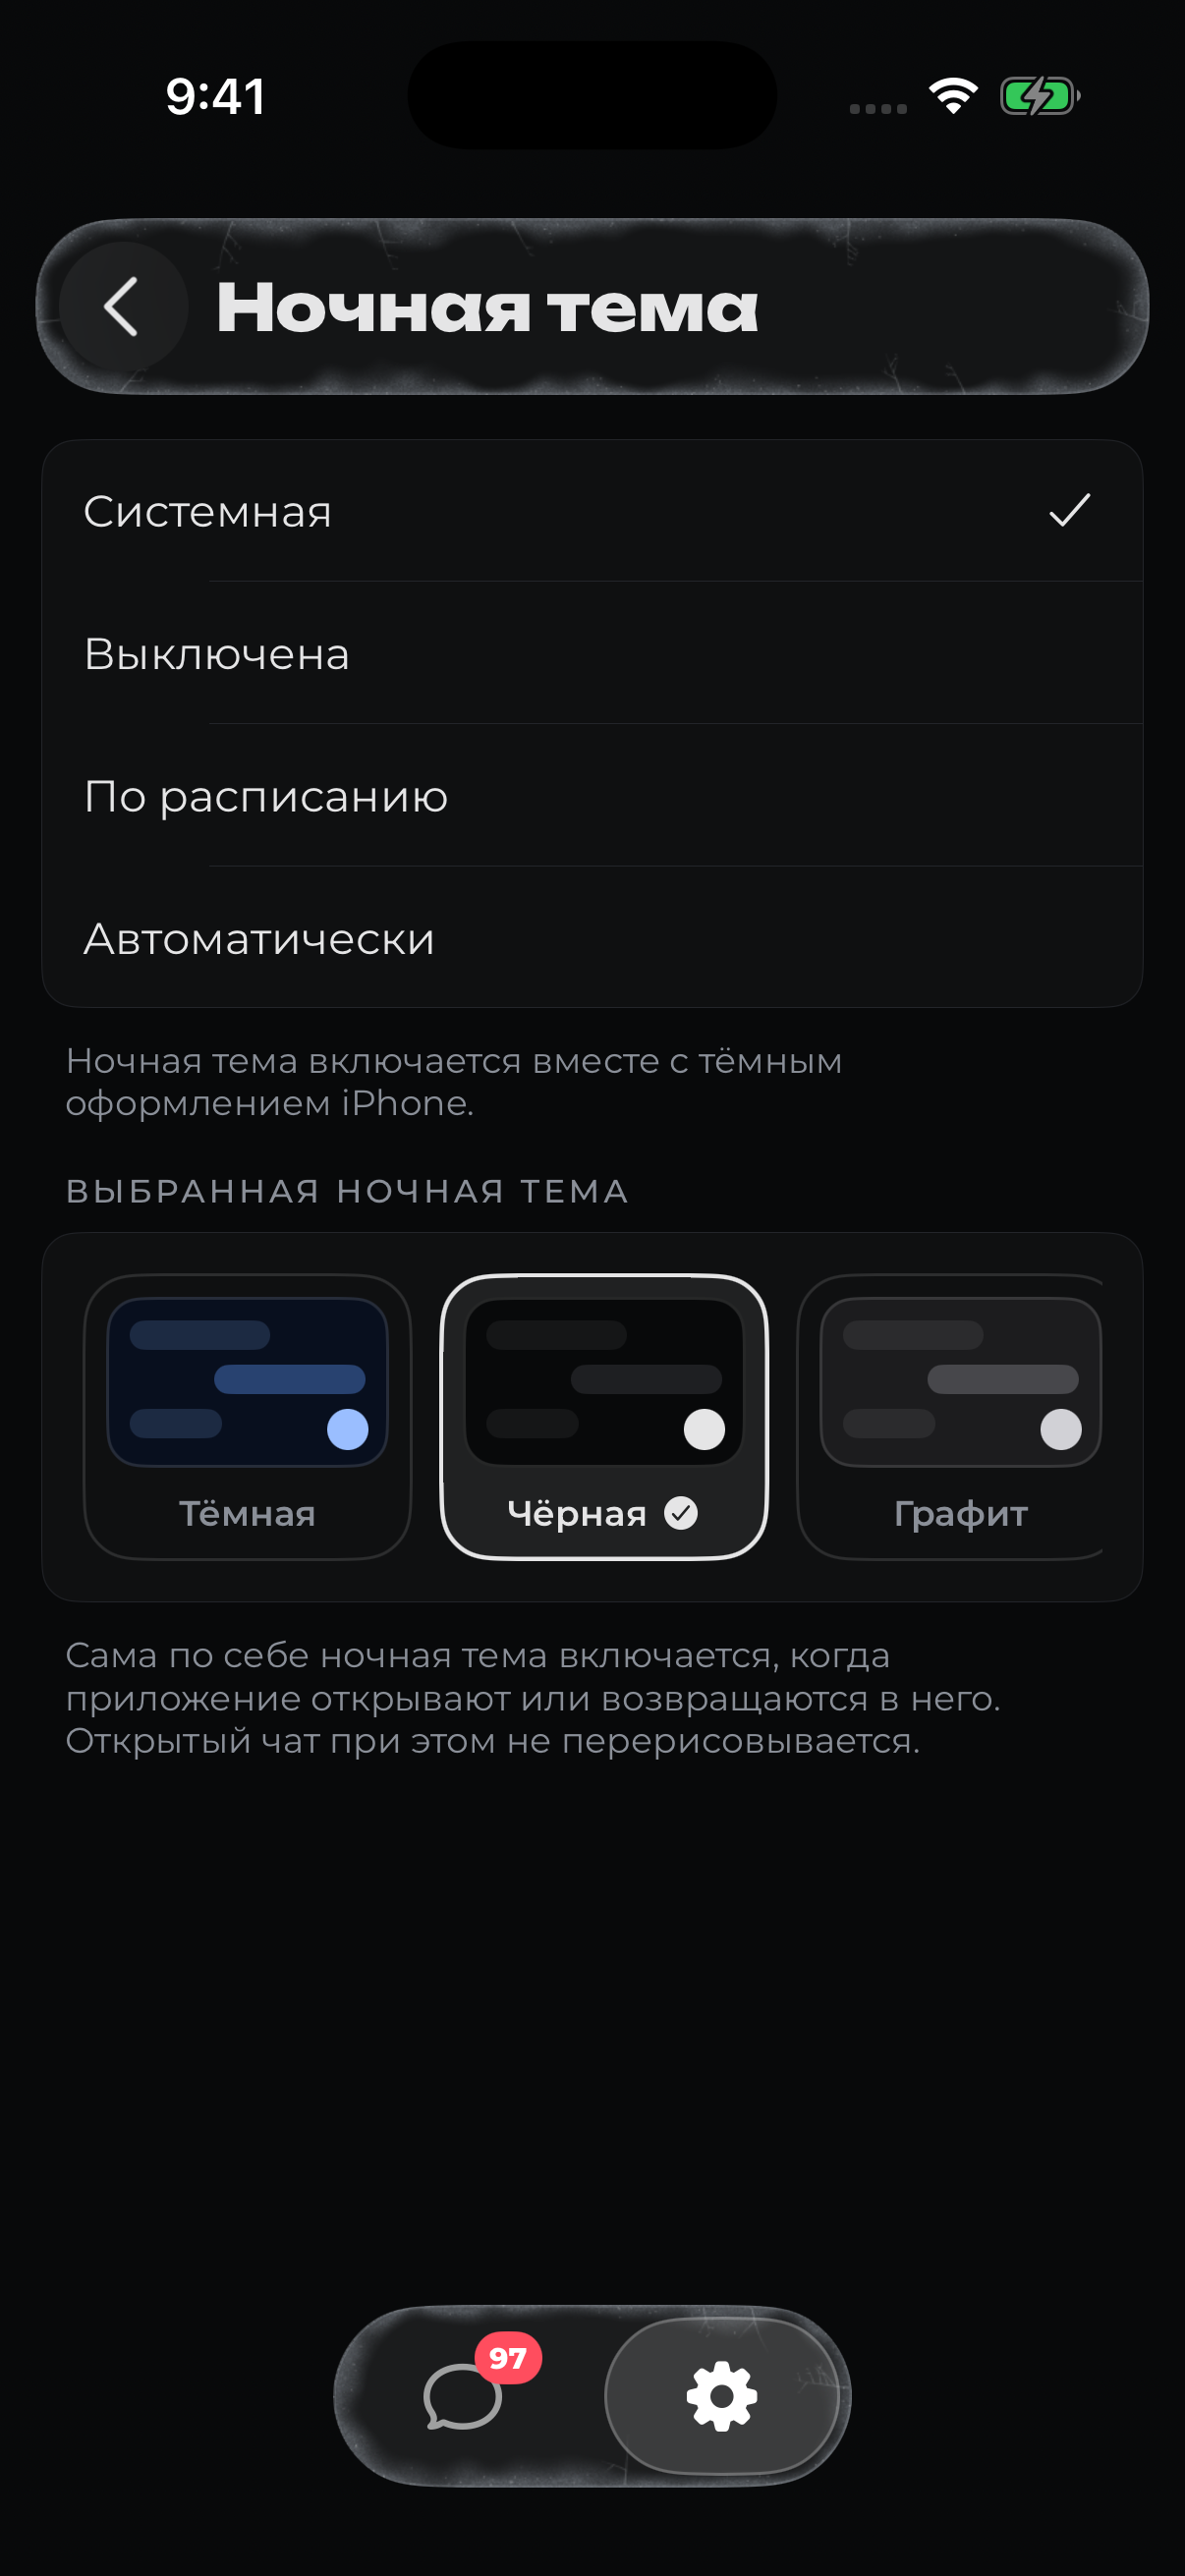 9:41
Ночная тема
Системная
Выключена
По расписанию
Автоматически
Ночная тема включается вместе с тёмным
оформлением iPhone.
ВЫБРАННАЯ НОЧНАЯ ТЕМА
Тёмная
Чёрная
Графит
Сама по себе ночная тема включается, когда
приложение открывают или возвращаются в него.
Открытый чат при этом не перерисовывается.
97